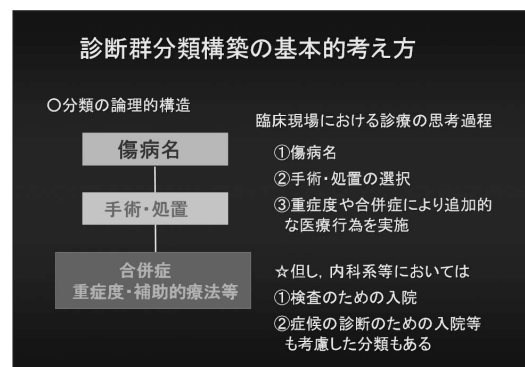 診断群分類構築の基本的考え方
○分類の論理的構造
傷病名
手術・処置
合併症
重症度・補助的療法等
臨床現場における診療の思考過程
①傷病名
②手術・処置の選択
③重症度や合併症により追加的
な医療行為を実施
☆但し，内科系等においては
①検査のための入院
②症候の診断のための入院等
も考慮した分類もある